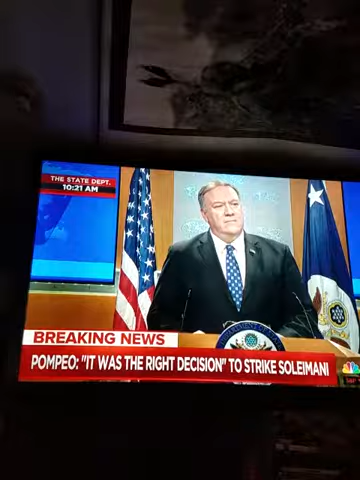 THE STATE DEPT.
10:21 AM
BREAKING NEWS
POMPEO: "IT WAS THE RIGHT DECISION" TO STRIKE SOLEIMANI